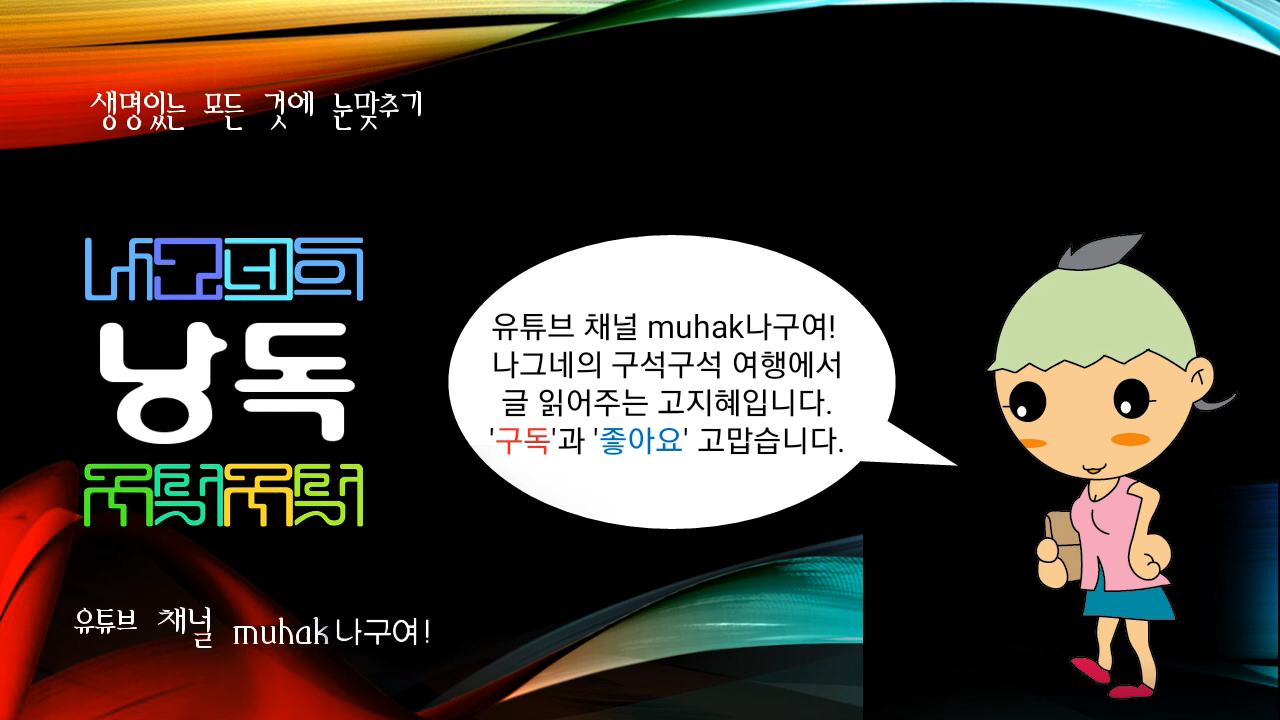 생명있는 모든 것에 눈맞추기
나그네의
낭독
구석구석
유튜브 채널 muhak나구여!
나그네의 구석구석 여행에서
글 읽어주는 고지혜입니다.
'구독'과 '좋아요' 고맙습니다.
유튜브 채널 muhak나구여!